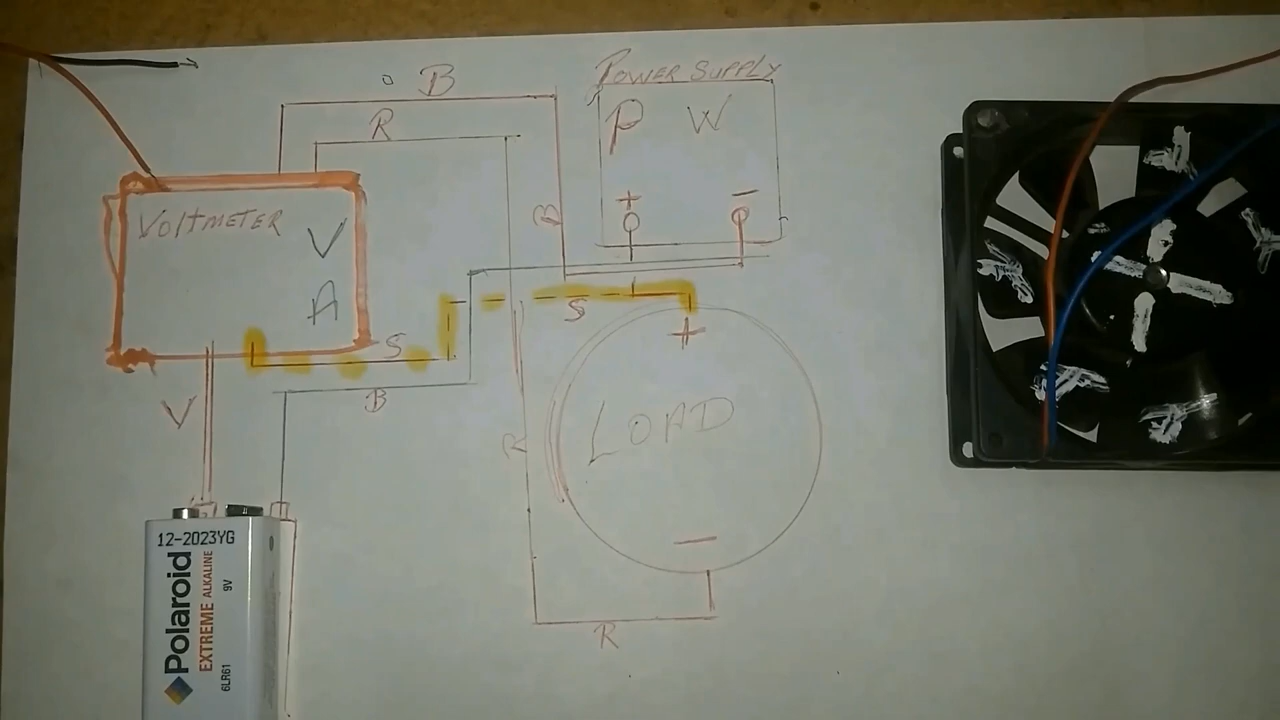 B
POWER SUPPLY
R
P W
VOLTMETER
V
+ -
B
A
S
S
+
V
B
LOAD
R
12-2023YG
Polaroid
EXTREME ALKALINE
9V
6LR61
-
R